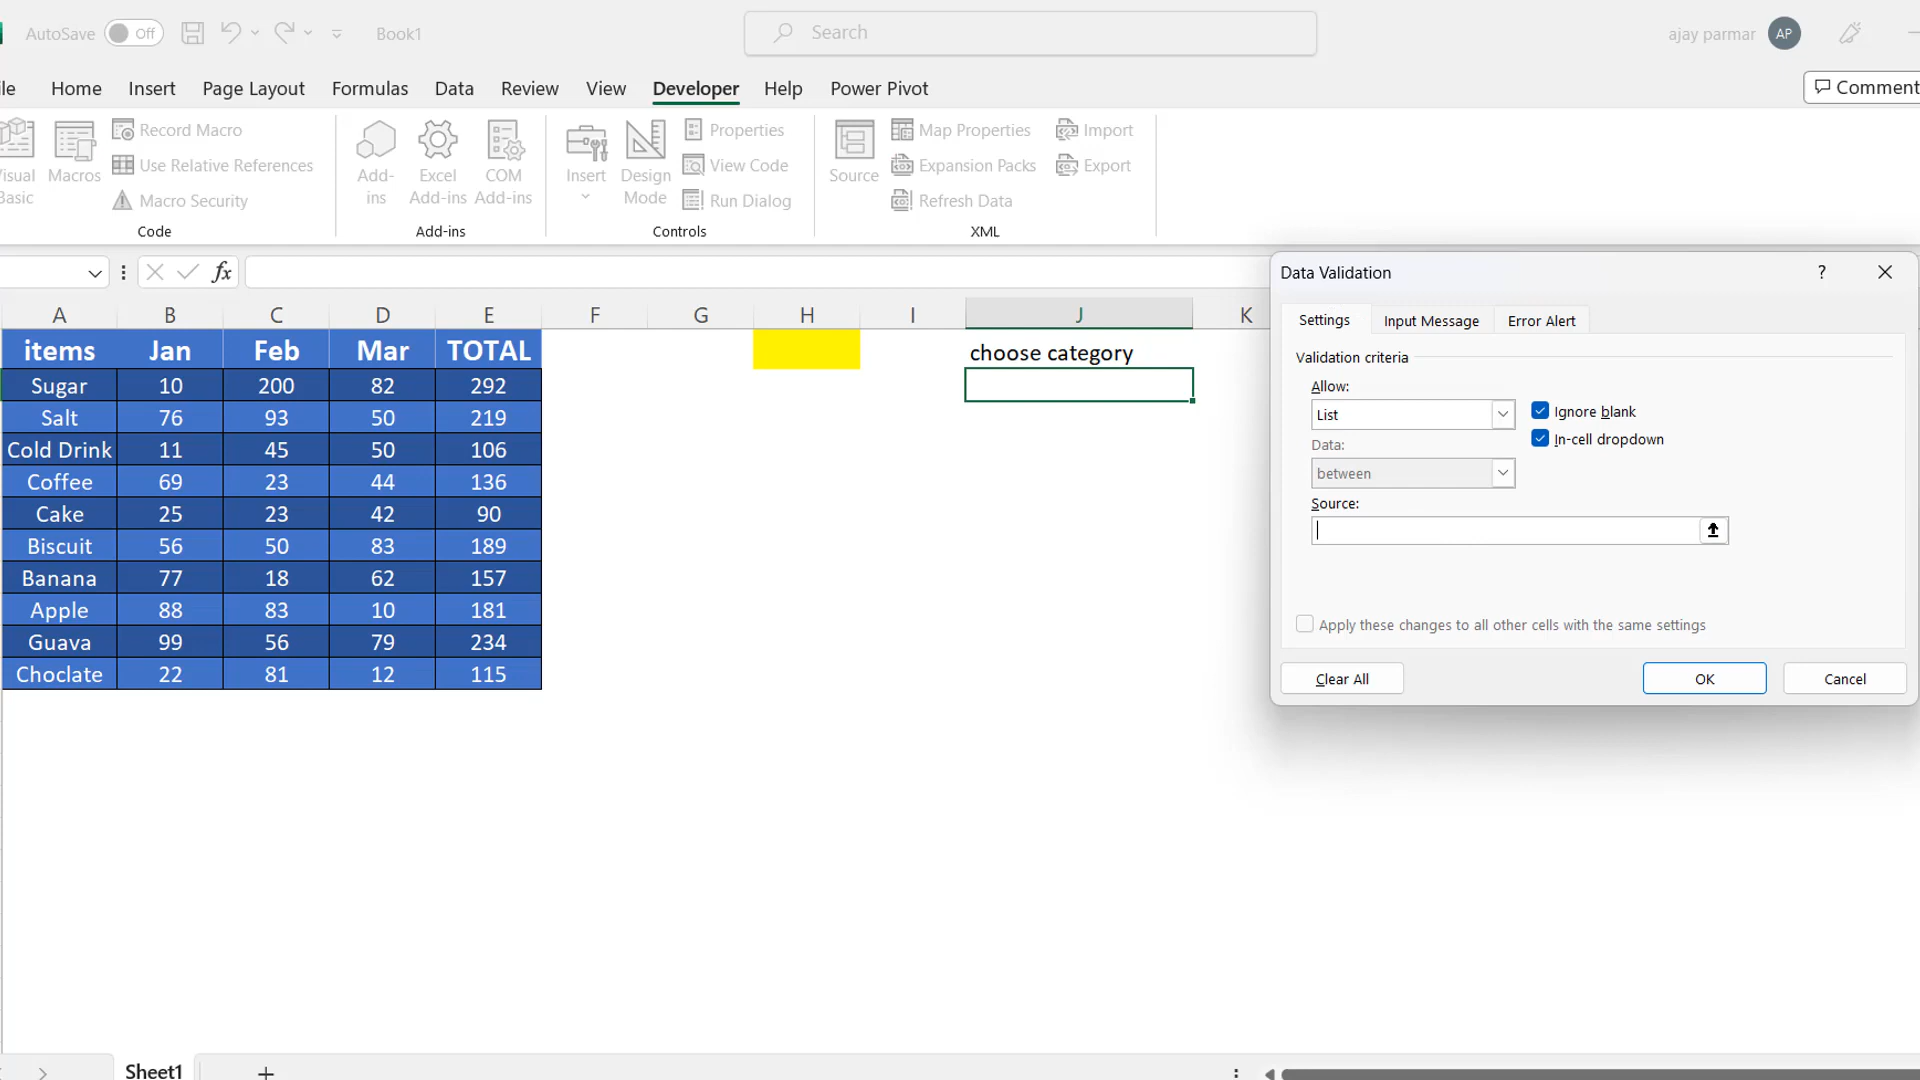 AutoSave Off Book1 Search ajay parmar AP
le Home Insert Page Layout Formulas Data Review View Developer Help Power Pivot Comment
Record Macro
Use Relative References
Macro Security
isual Basic
Macros
Code
Add-ins
Excel Add-ins
COM Add-ins
Add-ins
Insert
Design Mode
Properties
View Code
Run Dialog
Controls
Source
Map Properties
Expansion Packs
Refresh Data
Import
Export
XML
fx
A B C D E F G H I J K
items Jan Feb Mar TOTAL
Sugar 10 200 82 292
Salt 76 93 50 219
Cold Drink 11 45 50 106
Coffee 69 23 44 136
Cake 25 23 42 90
Biscuit 56 50 83 189
Banana 77 18 62 157
Apple 88 83 10 181
Guava 99 56 79 234
Choclate 22 81 12 115
choose category
Data Validation ?
Settings Input Message Error Alert
Validation criteria
Allow:
List
Ignore blank
In-cell dropdown
Data:
between
Source:
Apply these changes to all other cells with the same settings
Clear All OK Cancel
Sheet1